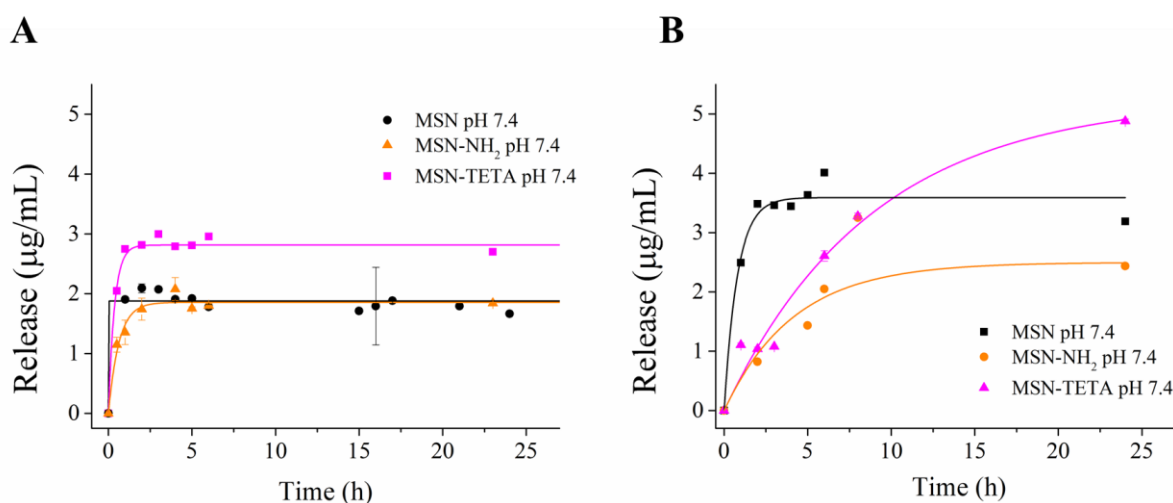 A
B
5
4
3
2
1
0
Release (µg/mL)
MSN pH 7.4
MSN-NH₂ pH 7.4
MSN-TETA pH 7.4
0 5 10 15 20 25
Time (h)
5
4
3
2
1
0
Release (µg/mL)
MSN pH 7.4
MSN-NH₂ pH 7.4
MSN-TETA pH 7.4
0 5 10 15 20 25
Time (h)